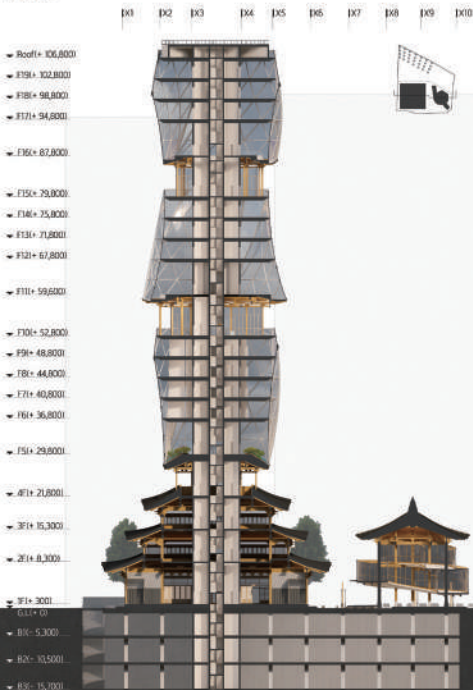 X1 X2 X3 X4 X5 X6 X7 X8 X9 X10
Roof(+ 106,800)
F19(+ 102,800)
F18(+ 98,800)
F17(+ 94,800)
F16(+ 87,800)
F15(+ 79,800)
F14(+ 75,800)
F13(+ 71,800)
F12(+ 67,800)
F11(+ 59,600)
F10(+ 52,800)
F9(+ 48,800)
F8(+ 44,800)
F7(+ 40,800)
F6(+ 36,800)
F5(+ 29,800)
4F(+ 21,800)
3F(+ 15,300)
2F(+ 8,300)
1F(+ 300)
G.L(+ 0)
B1(- 5,300)
B2(- 10,500)
B3(- 15,700)